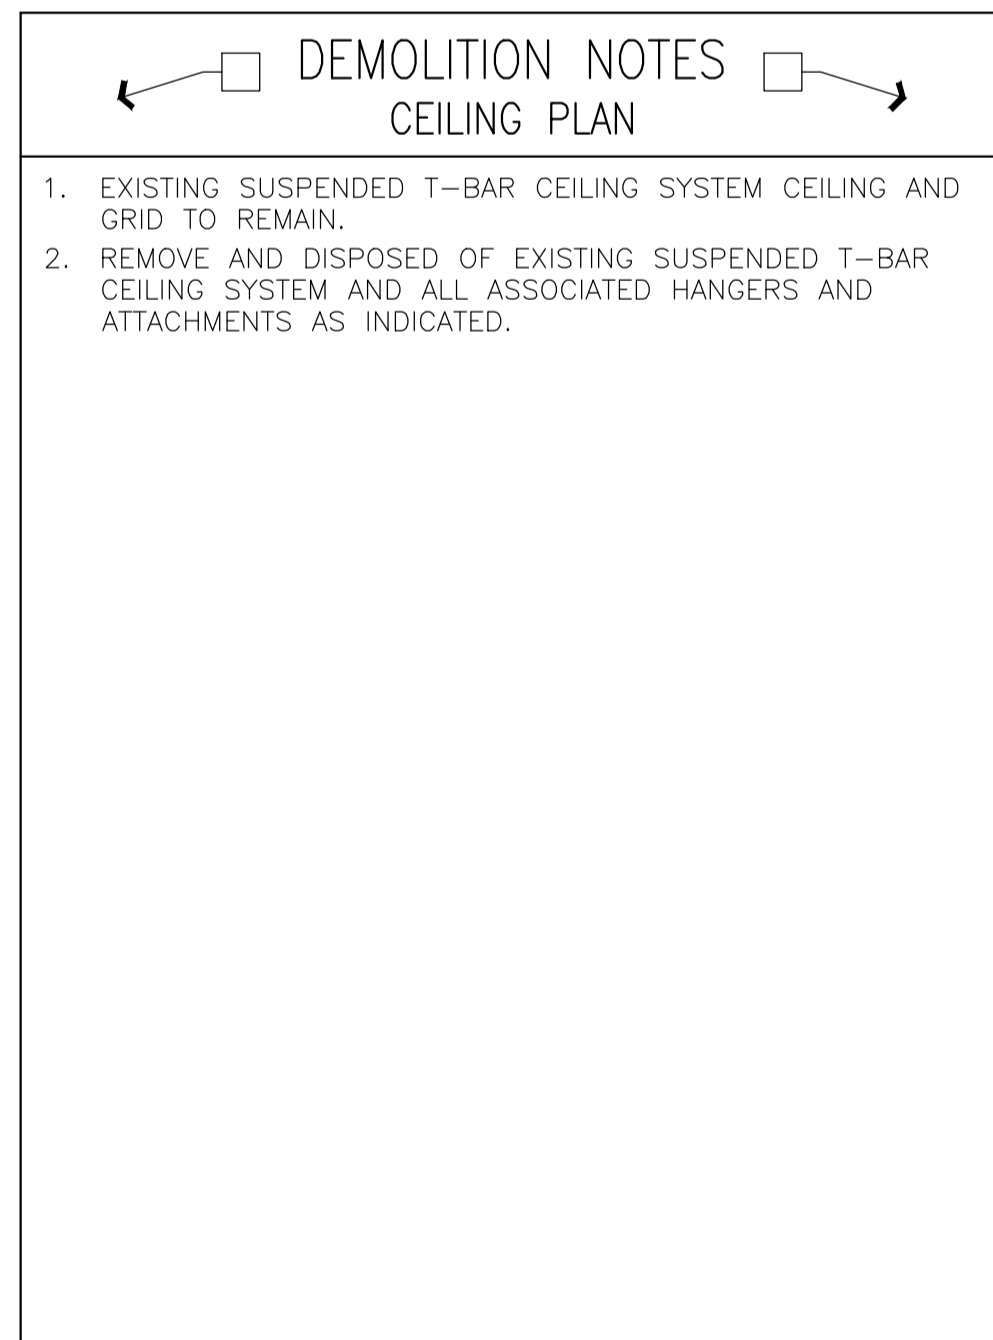 DEMOLITION NOTES
CEILING PLAN
1. EXISTING SUSPENDED T-BAR CEILING SYSTEM CEILING AND
GRID TO REMAIN.
2. REMOVE AND DISPOSED OF EXISTING SUSPENDED T-BAR
CEILING SYSTEM AND ALL ASSOCIATED HANGERS AND
ATTACHMENTS AS INDICATED.